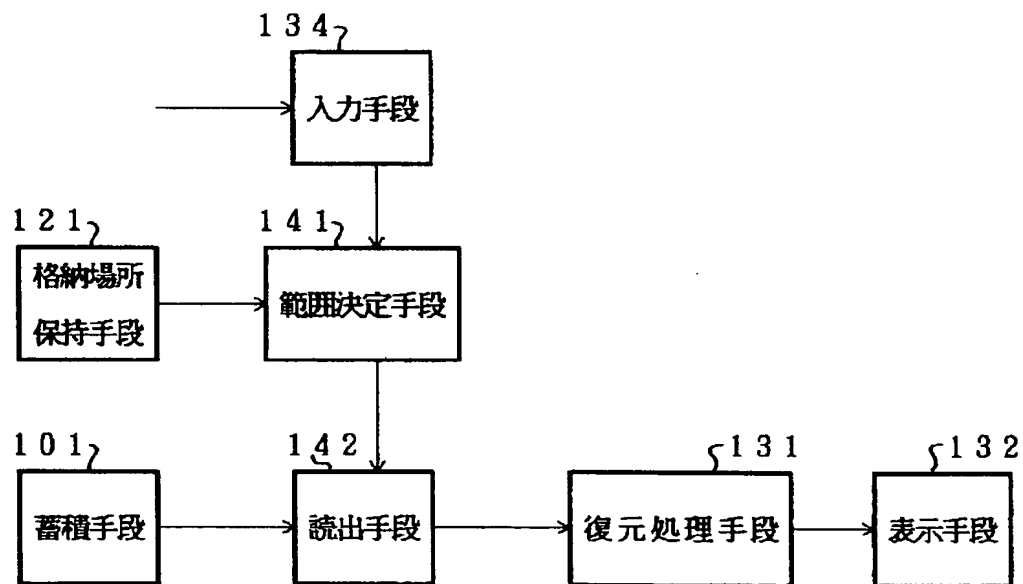 134
入力手段
121
141
格納場所
保持手段
範囲決定手段
101
142
131
132
蓄積手段
読出手段
復元処理手段
表示手段